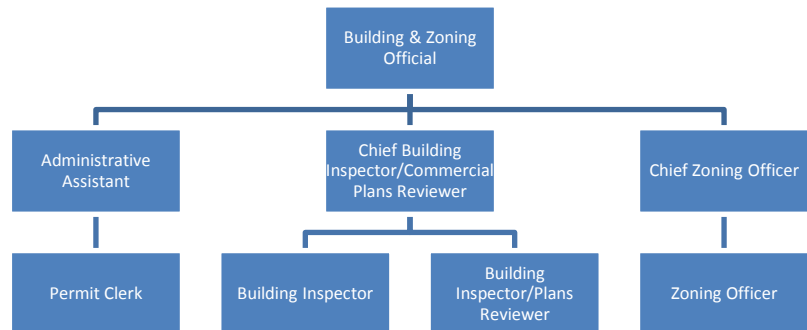 Building & Zoning
Official
Administrative
Assistant
Chief Building
Inspector/Commercial
Plans Reviewer
Chief Zoning Officer
Permit Clerk
Building Inspector
Building
Inspector/Plans
Reviewer
Zoning Officer